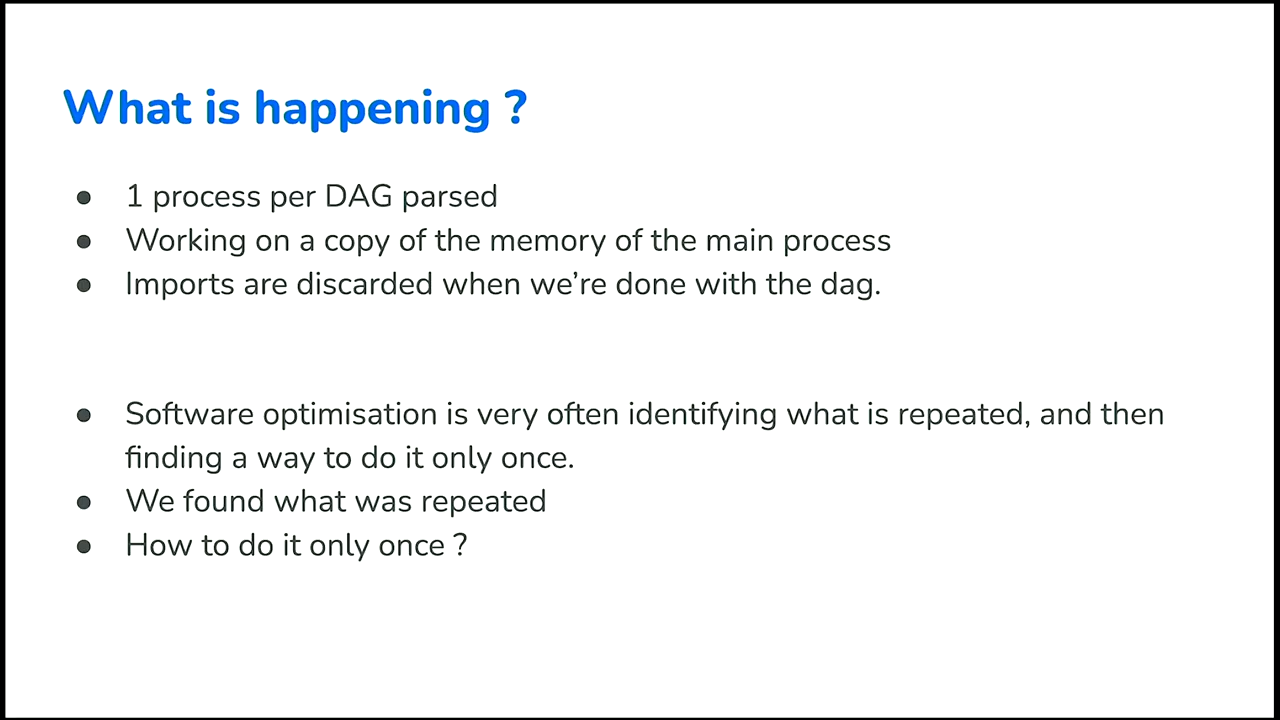 What is happening ?
● 1 process per DAG parsed
● Working on a copy of the memory of the main process
● Imports are discarded when we’re done with the dag.
● Software optimisation is very often identifying what is repeated, and then
finding a way to do it only once.
● We found what was repeated
● How to do it only once ?